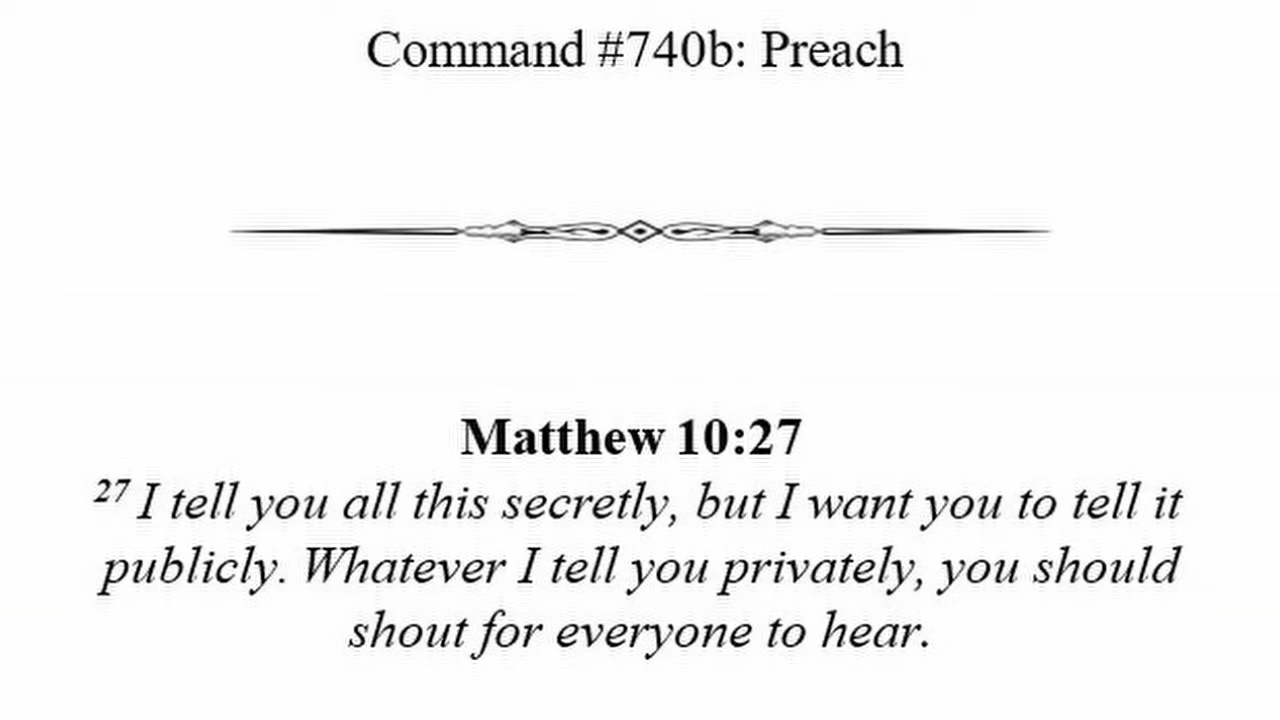 Command #740b: Preach
Matthew 10:27
27 I tell you all this secretly, but I want you to tell it
publicly. Whatever I tell you privately, you should
shout for everyone to hear.